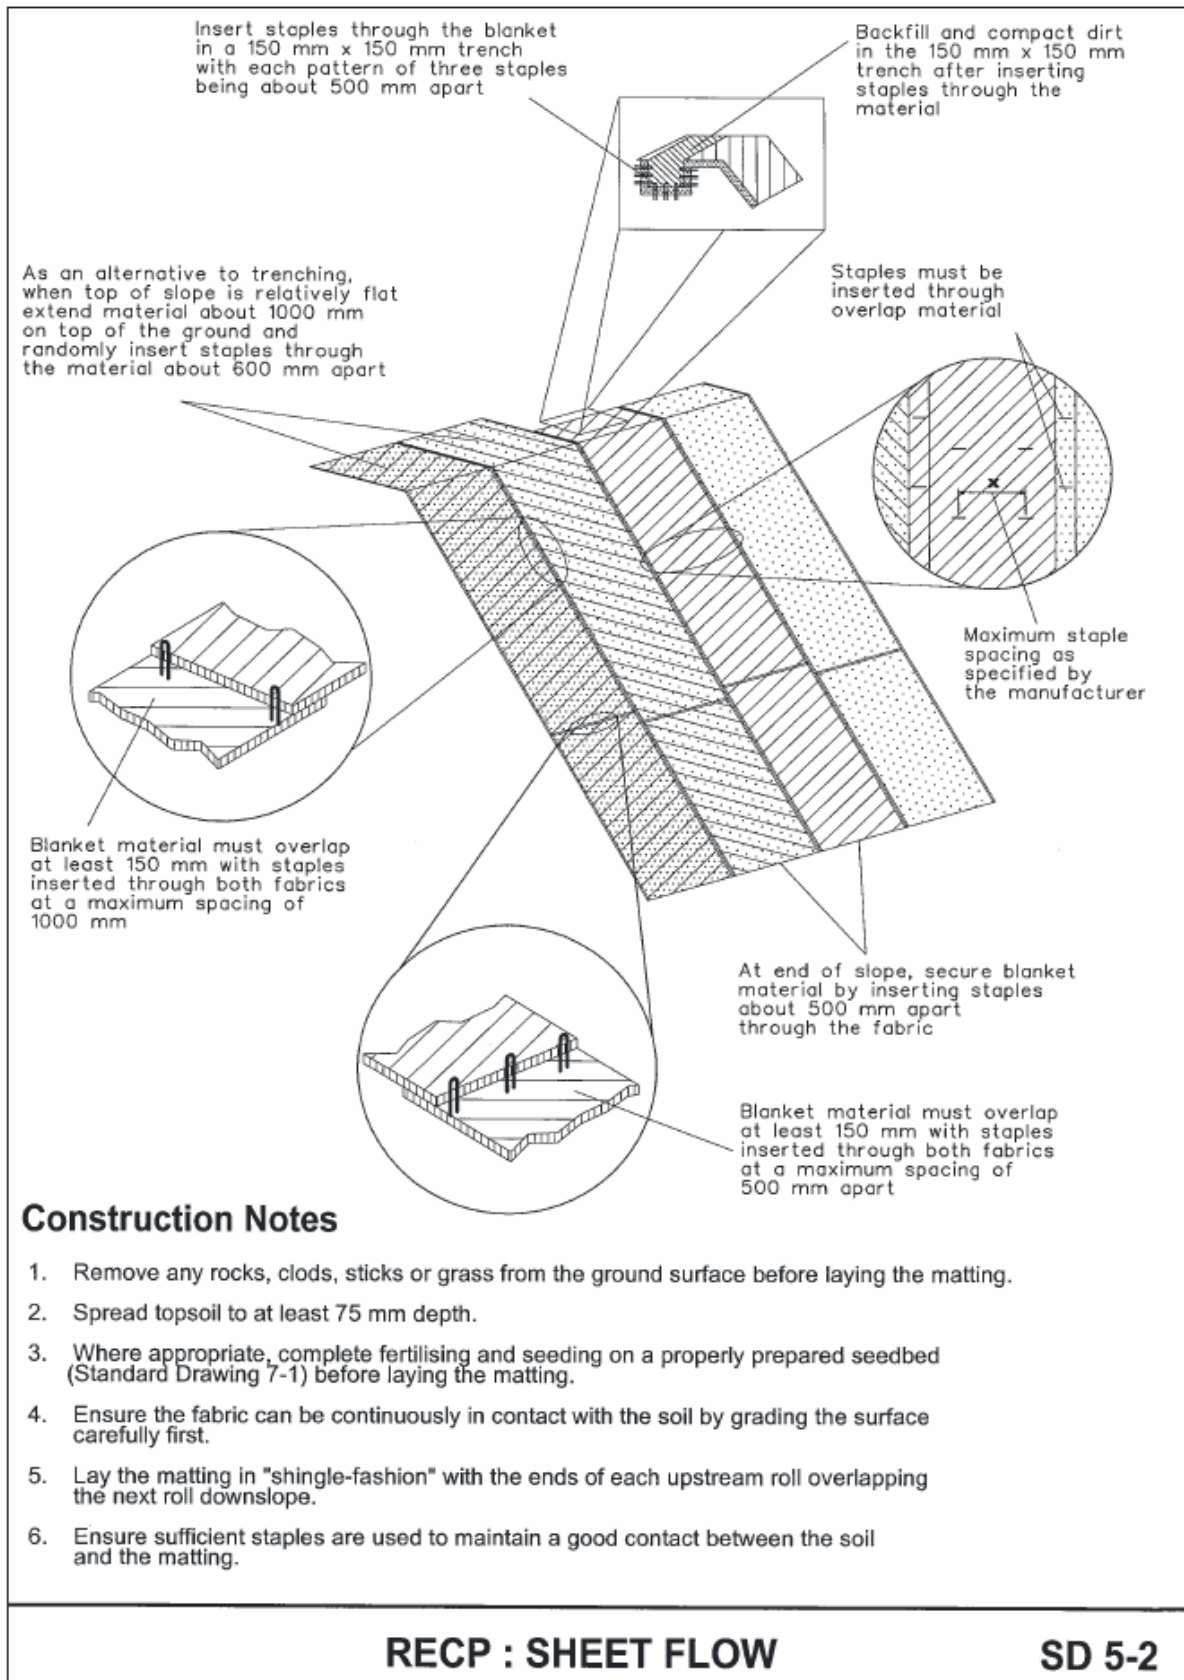 Insert staples through the blanket
in a 150 mm x 150 mm trench
with each pattern of three staples
being about 500 mm apart
Backfill and compact dirt
in the 150 mm x 150 mm
trench after inserting
staples through the
material
As an alternative to trenching,
when top of slope is relatively flat
extend material about 1000 mm
on top of the ground and
randomly insert staples through
the material about 600 mm apart
Staples must be
inserted through
overlap material
x
Maximum staple
spacing as
specified by
the manufacturer
Blanket material must overlap
at least 150 mm with staples
inserted through both fabrics
at a maximum spacing of
1000 mm
At end of slope, secure blanket
material by inserting staples
about 500 mm apart
through the fabric
Blanket material must overlap
at least 150 mm with staples
inserted through both fabrics
at a maximum spacing of
500 mm apart
Construction Notes
1. Remove any rocks, clods, sticks or grass from the ground surface before laying the matting.
2. Spread topsoil to at least 75 mm depth.
3. Where appropriate, complete fertilising and seeding on a properly prepared seedbed
(Standard Drawing 7-1) before laying the matting.
4. Ensure the fabric can be continuously in contact with the soil by grading the surface
carefully first.
5. Lay the matting in "shingle-fashion" with the ends of each upstream roll overlapping
the next roll downslope.
6. Ensure sufficient staples are used to maintain a good contact between the soil
and the matting.
RECP : SHEET FLOW
SD 5-2